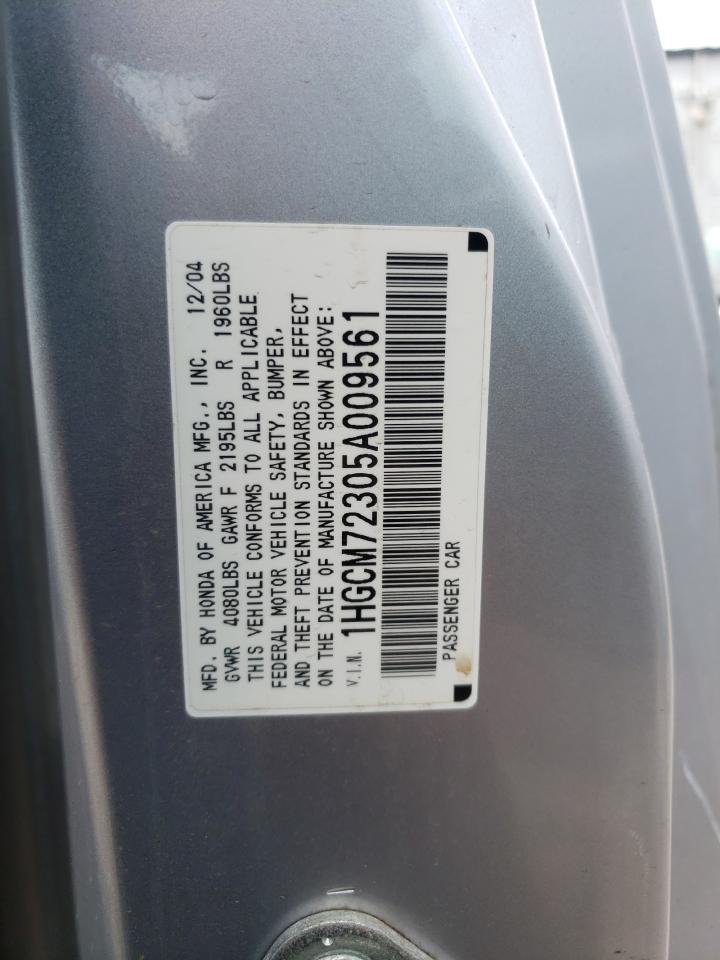 MFD. BY HONDA OF AMERICA MFG., INC. 12/04
GVWR 4080LBS GAWR F 2195LBS R 1960LBS
THIS VEHICLE CONFORMS TO ALL APPLICABLE
FEDERAL MOTOR VEHICLE SAFETY, BUMPER,
AND THEFT PREVENTION STANDARDS IN EFFECT
ON THE DATE OF MANUFACTURE SHOWN ABOVE:
V.I.N. 1HGCM72305A009561
PASSENGER CAR